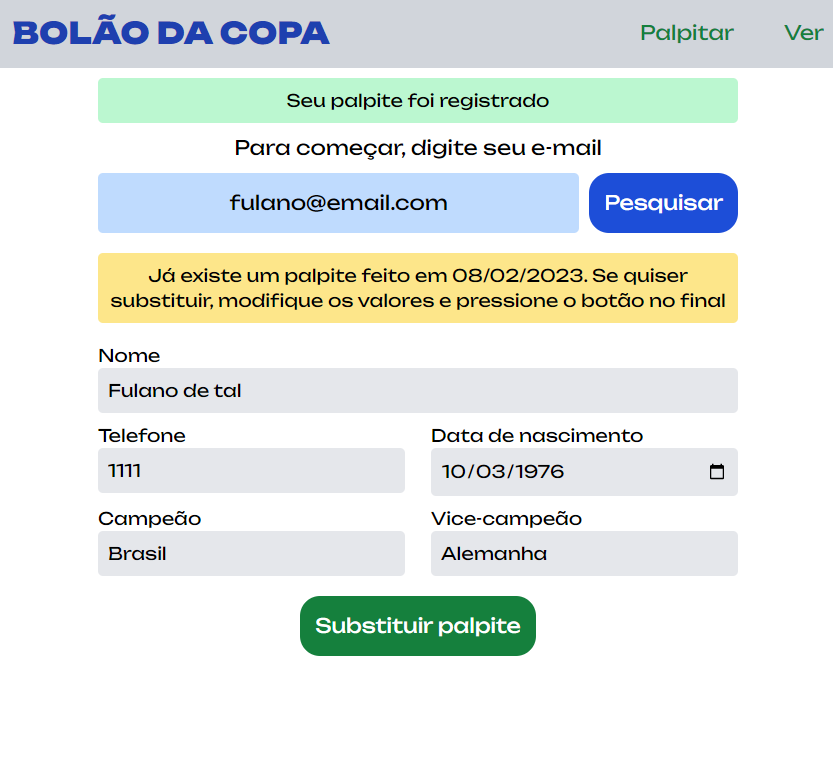 BOLÃO DA COPA
Palpitar
Ver
Seu palpite foi registrado
Para começar, digite seu e-mail
fulano@email.com
Pesquisar
Já existe um palpite feito em 08/02/2023. Se quiser
substituir, modifique os valores e pressione o botão no final
Nome
Fulano de tal
Telefone
Data de nascimento
1111
10/03/1976
Campeão
Vice-campeão
Brasil
Alemanha
Substituir palpite